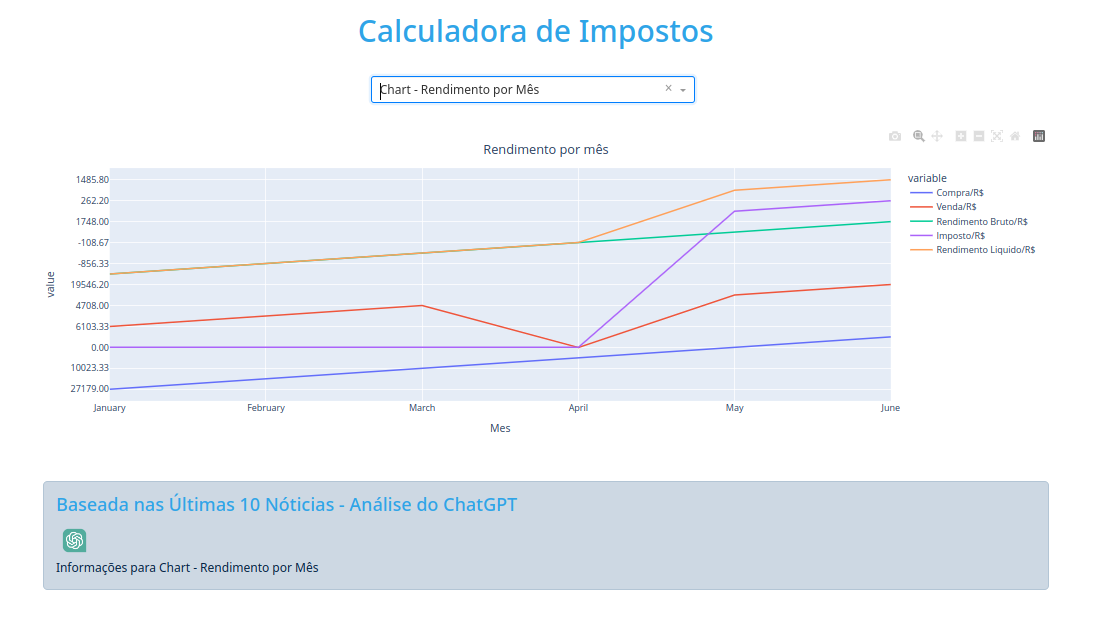 Calculadora de Impostos
Chart - Rendimento por Mês
×
Rendimento por mês
variable
Compra/R$
Venda/R$
Rendimento Bruto/R$
Imposto/R$
Rendimento Liquido/R$
value
1485.80
262.20
1748.00
-108.67
-856.33
19546.20
4708.00
6103.33
0.00
10023.33
27179.00
January February March April May June
Mes
Baseada nas Últimas 10 Nóticias - Análise do ChatGPT
Informações para Chart - Rendimento por Mês